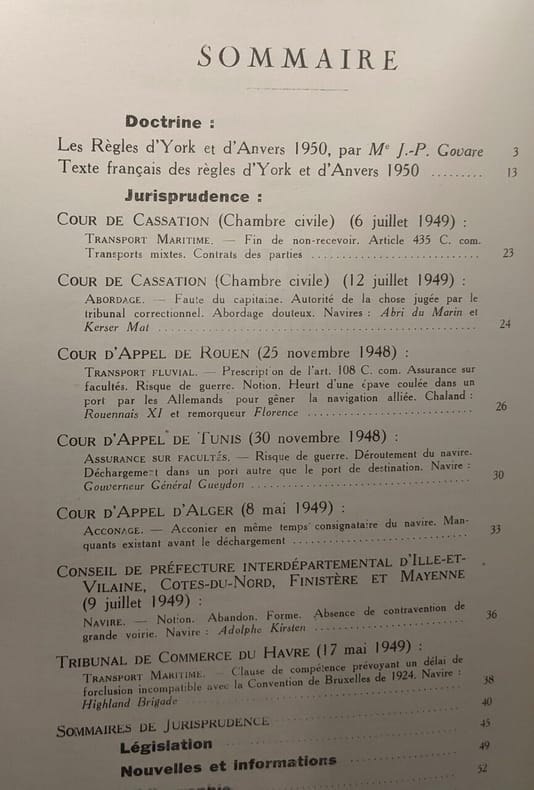 SOMMAIRE
Doctrine :
Les Règles d'York et d'Anvers 1950, par Me J.-P. Govare 3
Texte français des règles d'York et d'Anvers 1950 ......... 13
Jurisprudence :
COUR DE CASSATION (Chambre civile) (6 juillet 1949) :
TRANSPORT MARITIME. — Fin de non-recevoir. Article 435 C. com.
Transports mixtes. Contrats des parties ............................ 23
COUR DE CASSATION (Chambre civile) (12 juillet 1949) :
ABORDAGE. — Faute du capitaine. Autorité de la chose jugée par le
tribunal correctionnel. Abordage douteux. Navires : Abri du Marin et
Kerser Mat .................................................... 24
COUR D'APPEL DE ROUEN (25 novembre 1948) :
TRANSPORT FLUVIAL. — Prescription de l'art. 108 C. com. Assurance sur
facultés. Risque de guerre. Notion. Heurt d'une épave coulée dans un
port par les Allemands pour gêner la navigation alliée. Chaland :
Rouennais XI et remorqueur Florence ........................... 26
COUR D'APPEL DE TUNIS (30 novembre 1948) :
ASSURANCE SUR FACULTÉS. — Risque de guerre. Déroutement du navire.
Déchargement dans un port autre que le port de destination. Navire :
Gouverneur Général Gueydon ................................... 30
COUR D'APPEL D'ALGER (8 mai 1949) :
ACCONAGE. — Acconier en même temps consignataire du navire. Man-
quants existant avant le déchargement ............................ 33
CONSEIL DE PRÉFECTURE INTERDÉPARTEMENTAL D'ILLE-ET-
VILAINE, COTES-DU-NORD, FINISTÈRE ET MAYENNE
(9 juillet 1949) :
NAVIRE. — Notion. Abandon. Forme. Absence de contravention de
grande voirie. Navire : Adolphe Kirsten ........................ 36
TRIBUNAL DE COMMERCE DU HAVRE (17 mai 1949) :
TRANSPORT MARITIME. — Clause de compétence prévoyant un délai de
forclusion incompatible avec la Convention de Bruxelles de 1924. Navire :
Highland Brigade ............................................. 38
SOMMAIRES DE JURISPRUDENCE ............................ 40
Législation ............................ 45
Nouvelles et informations .................. 49
52